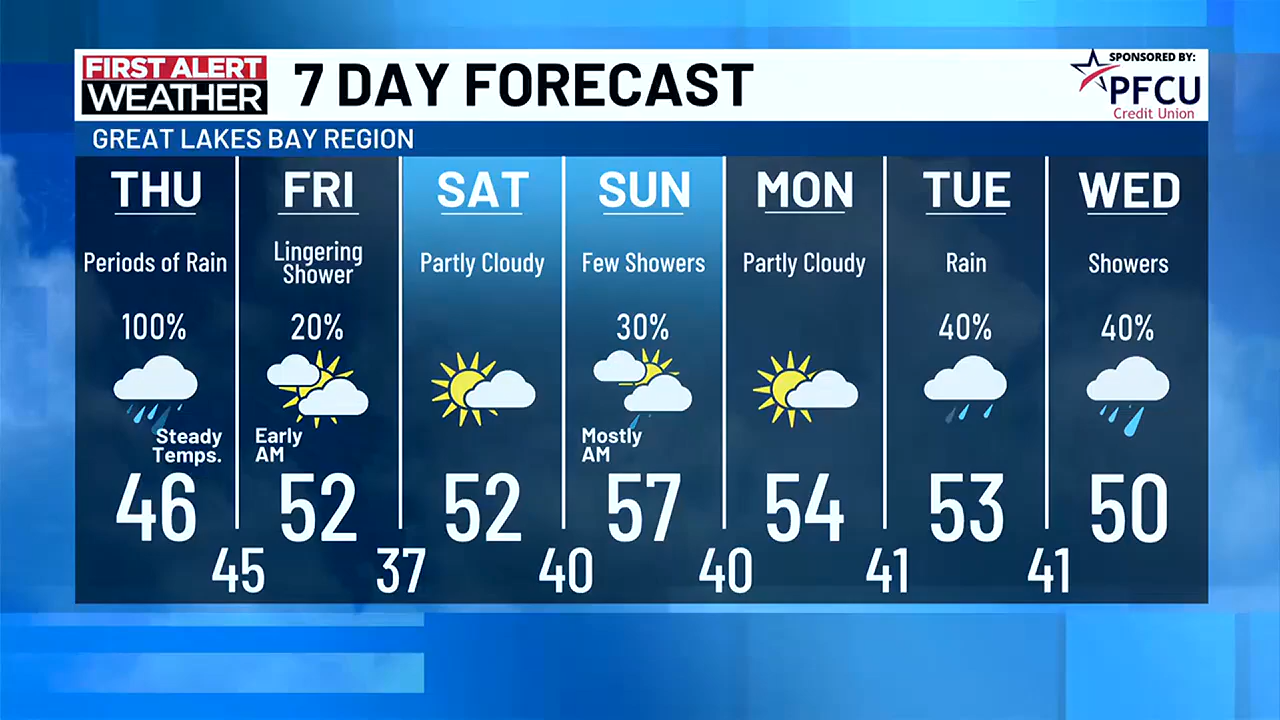 FIRST ALERT
WEATHER
7 DAY FORECAST
SPONSORED BY:
PFCU
Credit Union
GREAT LAKES BAY REGION
THU
Periods of Rain
100%
Steady
Temps.
46
45
FRI
Lingering
Shower
20%
Early
AM
52
37
SAT
Partly Cloudy
52
40
SUN
Few Showers
30%
Mostly
AM
57
40
MON
Partly Cloudy
54
41
TUE
Rain
40%
53
41
WED
Showers
40%
50